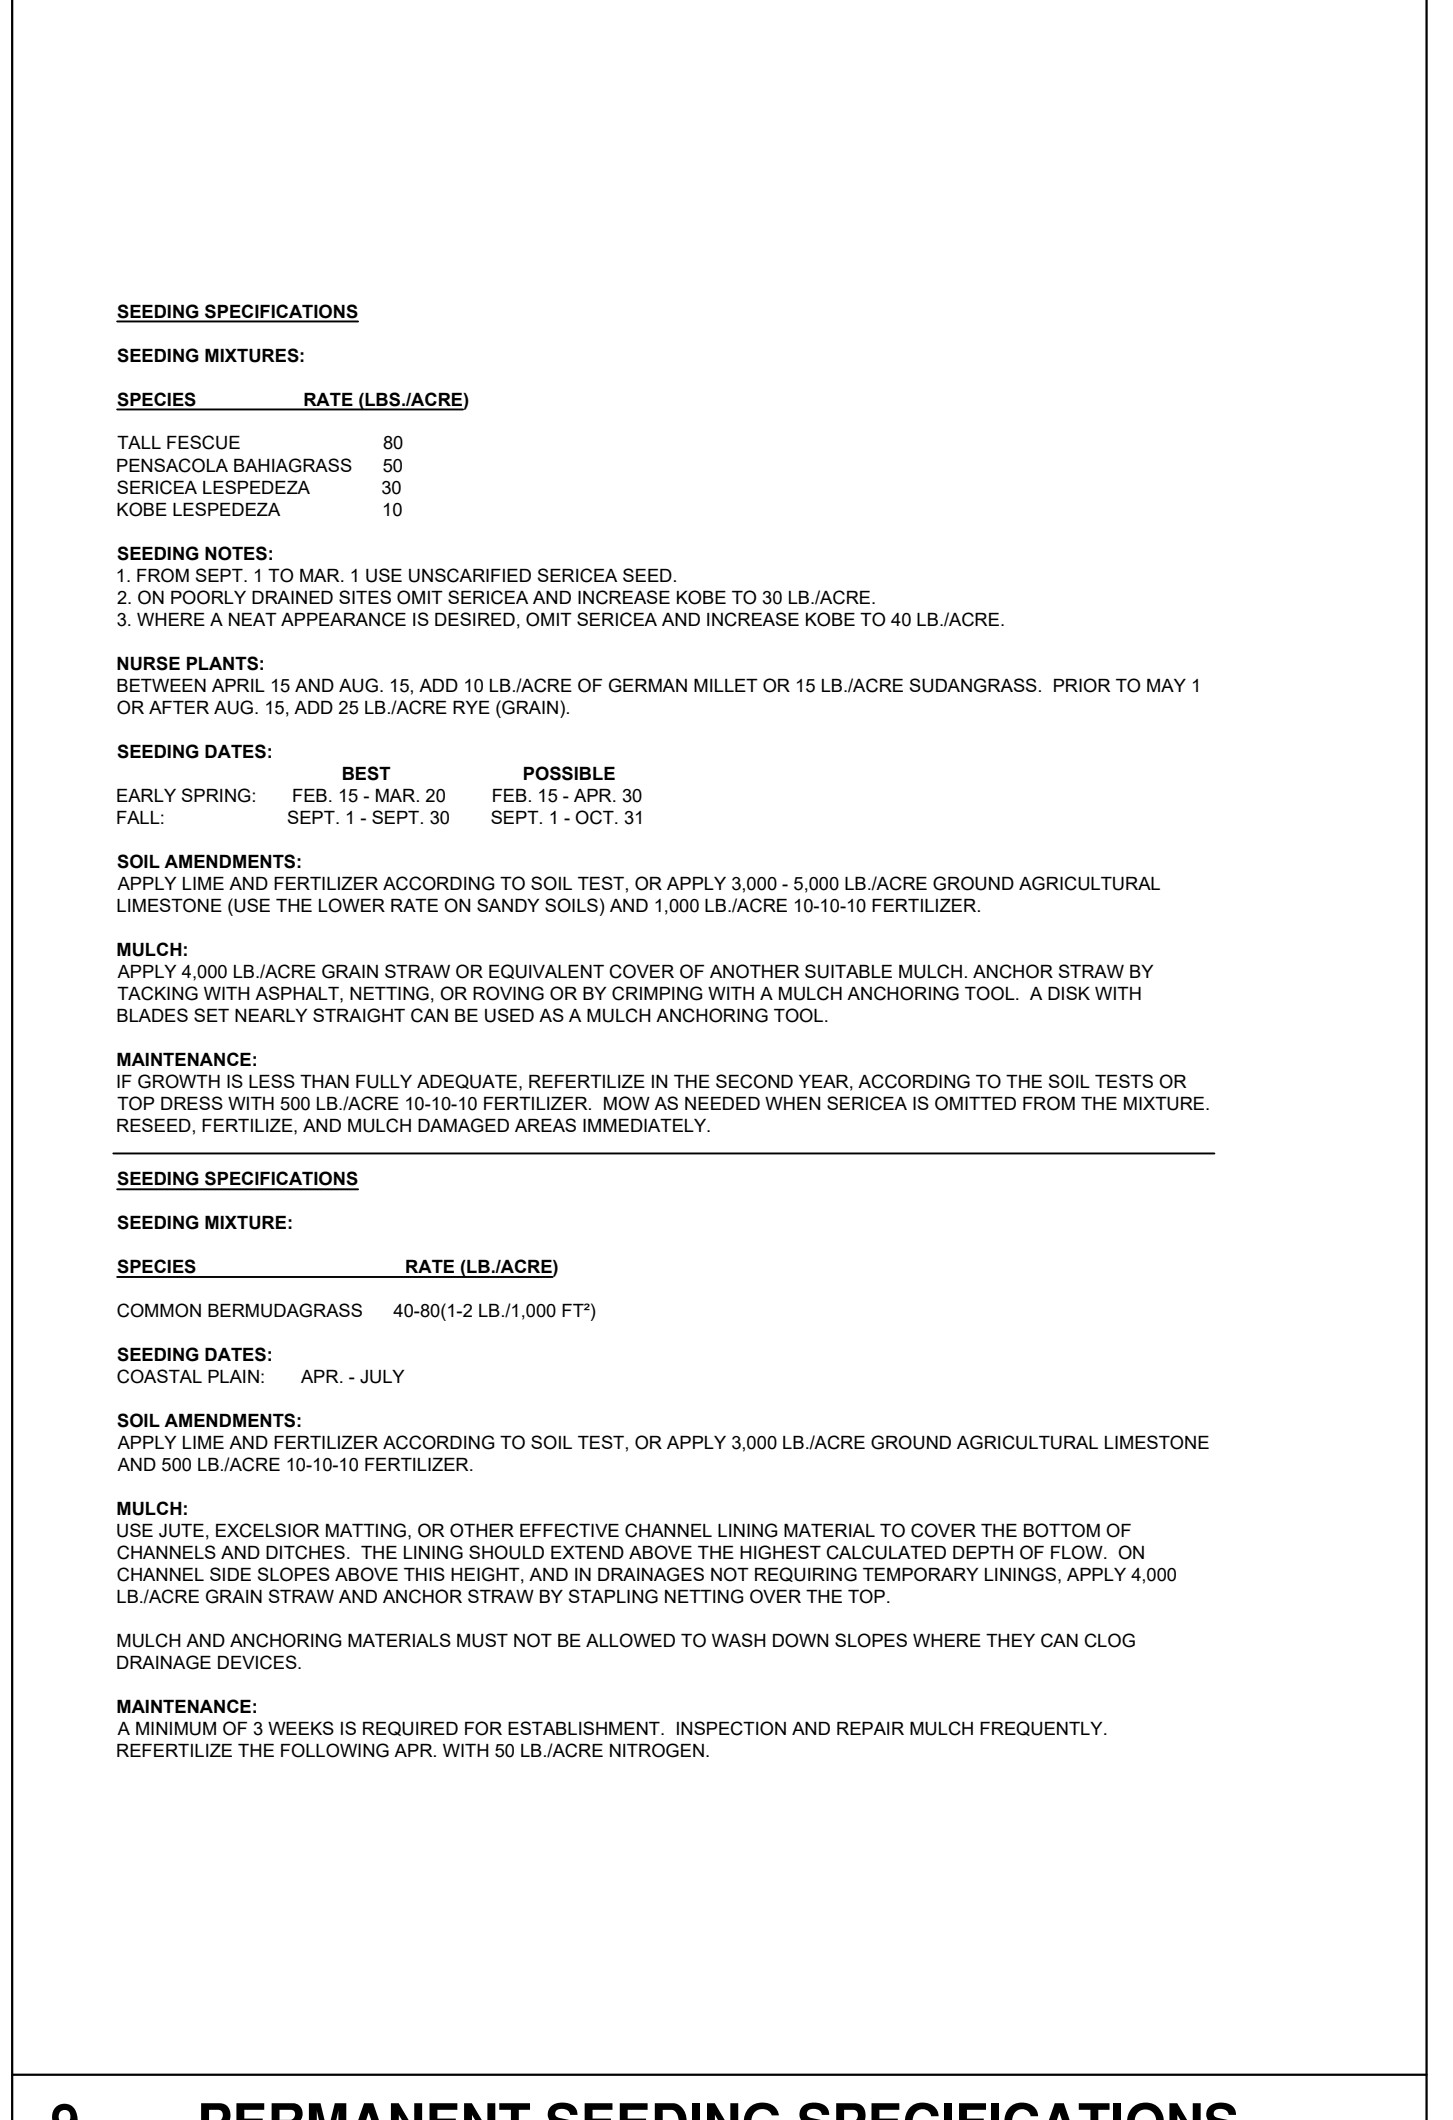 SEEDING SPECIFICATIONS
SEEDING MIXTURES:
SPECIES RATE (LBS./ACRE)
TALL FESCUE 80
PENSACOLA BAHIAGRASS 50
SERICEA LESPEDEZA 30
KOBE LESPEDEZA 10
SEEDING NOTES:
1. FROM SEPT. 1 TO MAR. 1 USE UNSCARIFIED SERICEA SEED.
2. ON POORLY DRAINED SITES OMIT SERICEA AND INCREASE KOBE TO 30 LB./ACRE.
3. WHERE A NEAT APPEARANCE IS DESIRED, OMIT SERICEA AND INCREASE KOBE TO 40 LB./ACRE.
NURSE PLANTS:
BETWEEN APRIL 15 AND AUG. 15, ADD 10 LB./ACRE OF GERMAN MILLET OR 15 LB./ACRE SUDANGRASS. PRIOR TO MAY 1
OR AFTER AUG. 15, ADD 25 LB./ACRE RYE (GRAIN).
SEEDING DATES:
BEST POSSIBLE
EARLY SPRING: FEB. 15 - MAR. 20 FEB. 15 - APR. 30
FALL: SEPT. 1 - SEPT. 30 SEPT. 1 - OCT. 31
SOIL AMENDMENTS:
APPLY LIME AND FERTILIZER ACCORDING TO SOIL TEST, OR APPLY 3,000 - 5,000 LB./ACRE GROUND AGRICULTURAL
LIMESTONE (USE THE LOWER RATE ON SANDY SOILS) AND 1,000 LB./ACRE 10-10-10 FERTILIZER.
MULCH:
APPLY 4,000 LB./ACRE GRAIN STRAW OR EQUIVALENT COVER OF ANOTHER SUITABLE MULCH. ANCHOR STRAW BY
TACKING WITH ASPHALT, NETTING, OR ROVING OR BY CRIMPING WITH A MULCH ANCHORING TOOL. A DISK WITH
BLADES SET NEARLY STRAIGHT CAN BE USED AS A MULCH ANCHORING TOOL.
MAINTENANCE:
IF GROWTH IS LESS THAN FULLY ADEQUATE, REFERTILIZE IN THE SECOND YEAR, ACCORDING TO THE SOIL TESTS OR
TOP DRESS WITH 500 LB./ACRE 10-10-10 FERTILIZER. MOW AS NEEDED WHEN SERICEA IS OMITTED FROM THE MIXTURE.
RESEED, FERTILIZE, AND MULCH DAMAGED AREAS IMMEDIATELY.
SEEDING SPECIFICATIONS
SEEDING MIXTURE:
SPECIES RATE (LB./ACRE)
COMMON BERMUDAGRASS 40-80(1-2 LB./1,000 FT²)
SEEDING DATES:
COASTAL PLAIN: APR. - JULY
SOIL AMENDMENTS:
APPLY LIME AND FERTILIZER ACCORDING TO SOIL TEST, OR APPLY 3,000 LB./ACRE GROUND AGRICULTURAL LIMESTONE
AND 500 LB./ACRE 10-10-10 FERTILIZER.
MULCH:
USE JUTE, EXCELSIOR MATTING, OR OTHER EFFECTIVE CHANNEL LINING MATERIAL TO COVER THE BOTTOM OF
CHANNELS AND DITCHES. THE LINING SHOULD EXTEND ABOVE THE HIGHEST CALCULATED DEPTH OF FLOW. ON
CHANNEL SIDE SLOPES ABOVE THIS HEIGHT, AND IN DRAINAGES NOT REQUIRING TEMPORARY LININGS, APPLY 4,000
LB./ACRE GRAIN STRAW AND ANCHOR STRAW BY STAPLING NETTING OVER THE TOP.
MULCH AND ANCHORING MATERIALS MUST NOT BE ALLOWED TO WASH DOWN SLOPES WHERE THEY CAN CLOG
DRAINAGE DEVICES.
MAINTENANCE:
A MINIMUM OF 3 WEEKS IS REQUIRED FOR ESTABLISHMENT. INSPECTION AND REPAIR MULCH FREQUENTLY.
REFERTILIZE THE FOLLOWING APR. WITH 50 LB./ACRE NITROGEN.
PERMANENT SEEDING SPECIFICATIONS